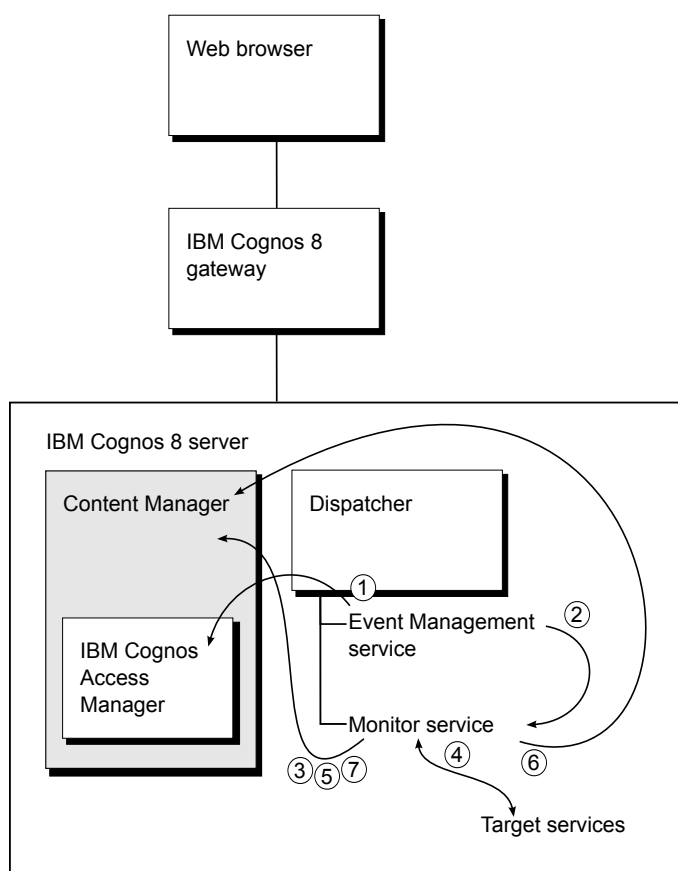 Web browser
IBM Cognos 8
gateway
IBM Cognos 8 server
Content Manager
Dispatcher
1
Event Management
service
2
IBM Cognos
Access
Manager
Monitor service
3
5
7
4
6
Target services